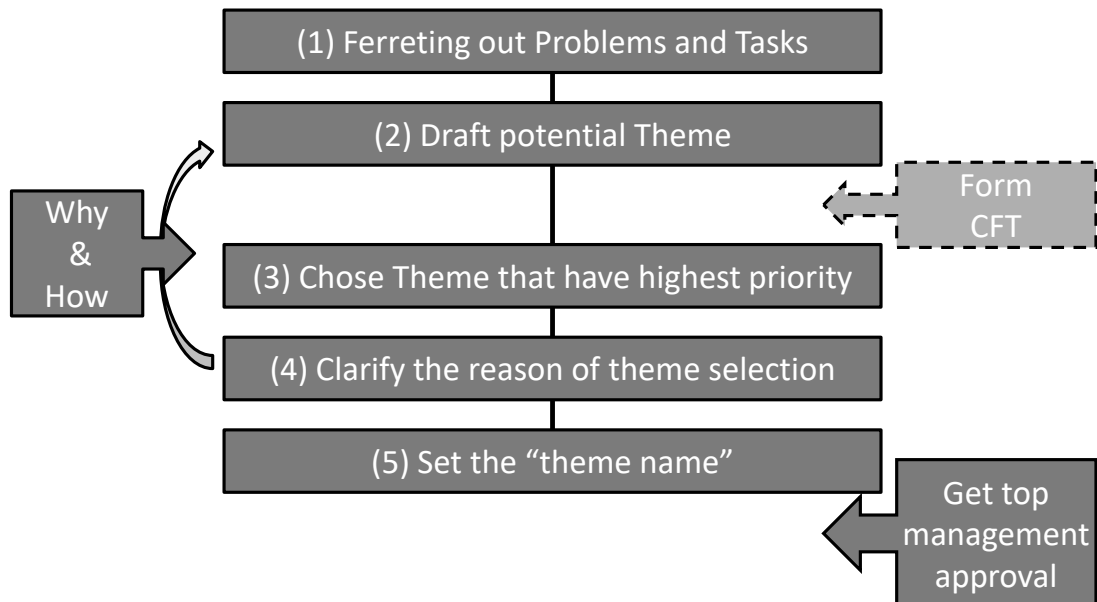 (1) Ferreting out Problems and Tasks
(2) Draft potential Theme
Form
CFT
Why
&
How
(3) Chose Theme that have highest priority
(4) Clarify the reason of theme selection
(5) Set the “theme name”
Get top
management
approval